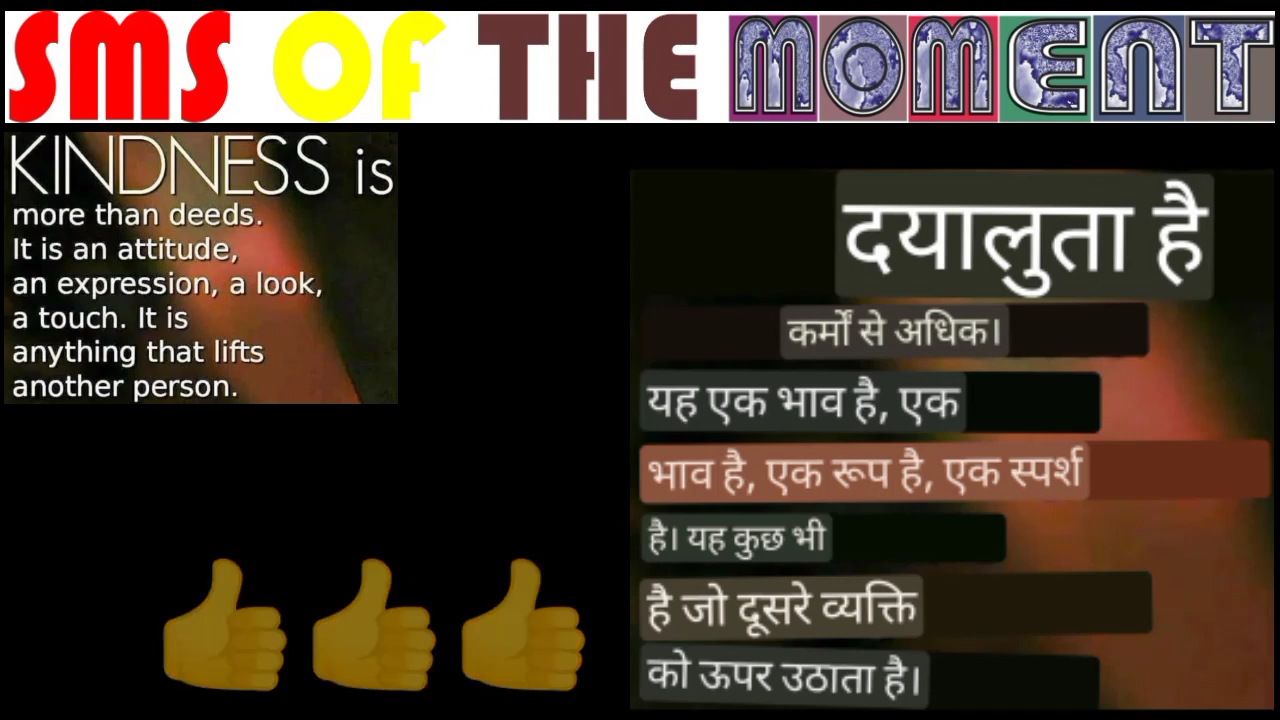 SMS OF THE MOMENT
KINDNESS is
more than deeds.
It is an attitude,
an expression, a look,
a touch. It is
anything that lifts
another person.
दयालुता है
कर्मों से अधिक।
यह एक भाव है, एक
भाव है, एक रूप है, एक स्पर्श
है। यह कुछ भी
है जो दूसरे व्यक्ति
को ऊपर उठाता है।